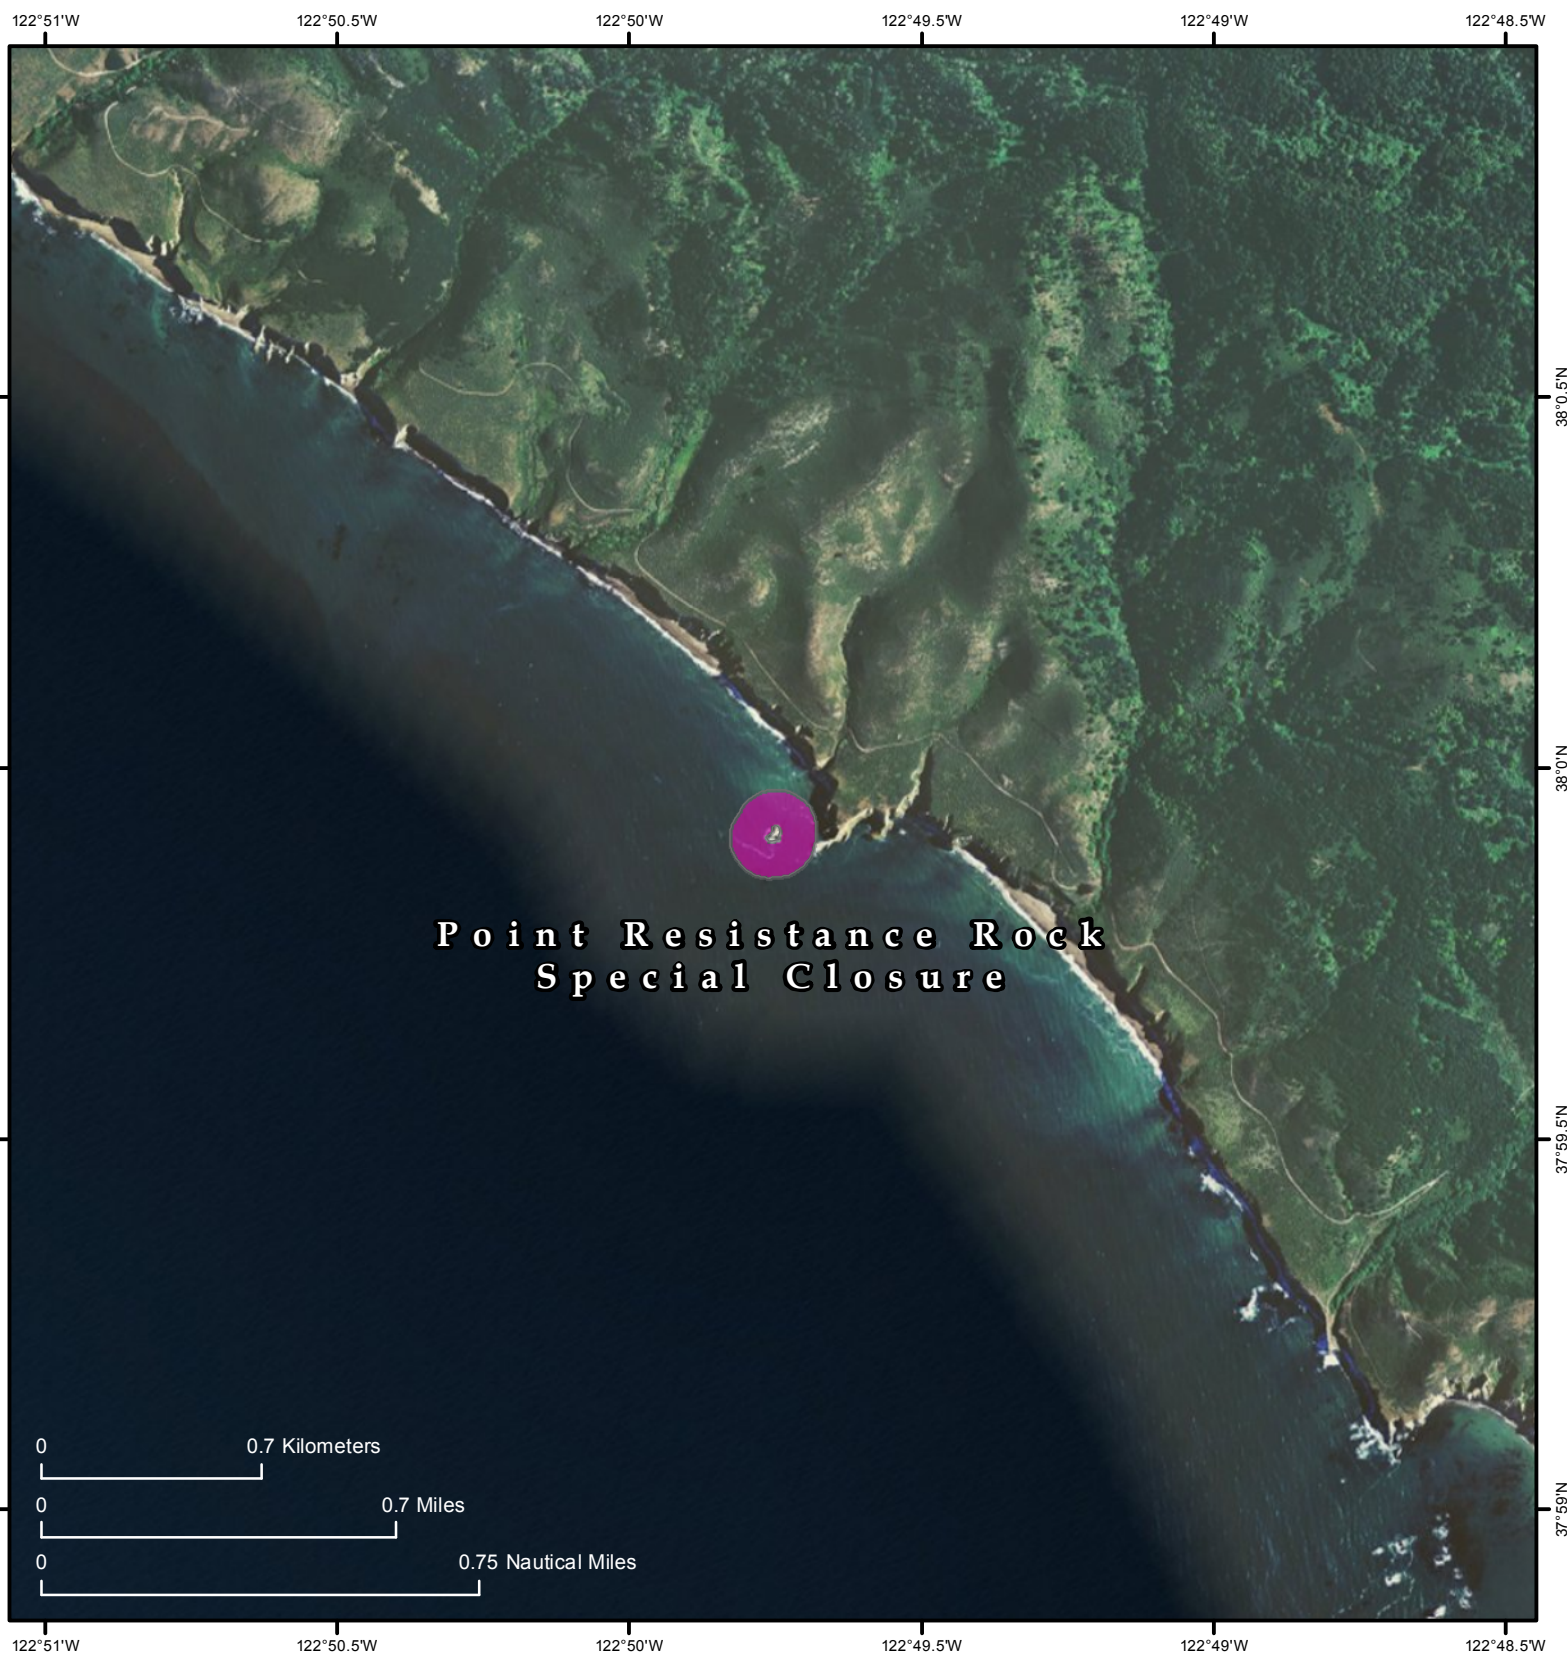 122°51'W 122°50.5'W 122°50'W 122°49.5'W 122°49'W 122°48.5'W
38°0.5'N
38°0'N
Point Resistance Rock
Special Closure
37°59.5'N
0 0.7 Kilometers
0 0.7 Miles
37°59'N
0 0.75 Nautical Miles
122°51'W 122°50.5'W 122°50'W 122°49.5'W 122°49'W 122°48.5'W